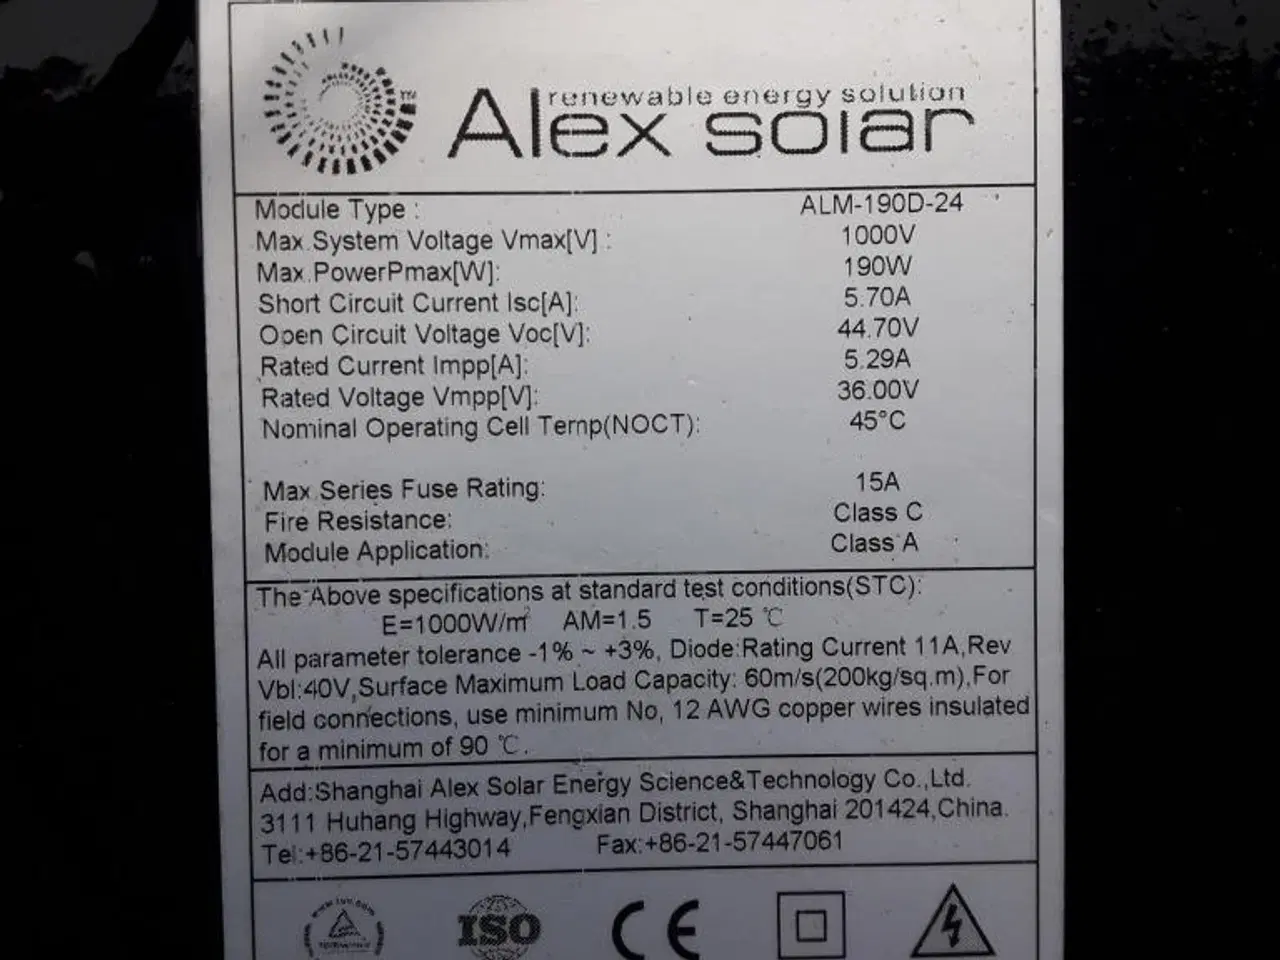 TM
renewable energy solution
Alex solar
Module Type : ALM-190D-24
Max.System Voltage Vmax[V] : 1000V
Max.PowerPmax[W]: 190W
Short Circuit Current Isc[A]: 5.70A
Open Circuit Voltage Voc[V]: 44.70V
Rated Current Impp[A]: 5.29A
Rated Voltage Vmpp[V]: 36.00V
Nominal Operating Cell Temp(NOCT): 45°C
Max.Series Fuse Rating: 15A
Fire Resistance: Class C
Module Application: Class A
The Above specifications at standard test conditions(STC):
E=1000W/m² AM=1.5 T=25 ℃
All parameter tolerance -1% ~ +3%, Diode:Rating Current 11A,Rev
Vbl:40V,Surface Maximum Load Capacity: 60m/s(200kg/sq.m),For
field connections, use minimum No, 12 AWG copper wires insulated
for a minimum of 90 ℃.
Add:Shanghai Alex Solar Energy Science&Technology Co.,Ltd.
3111 Huhang Highway,Fengxian District, Shanghai 201424,China.
Tel:+86-21-57443014 Fax:+86-21-57447061
www.tuv.com
ISO
CE